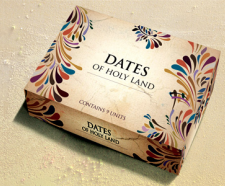 DATES
OF HOLY LAND
CONTAINS 9 UNITS
DATES
OF HOLY LAND